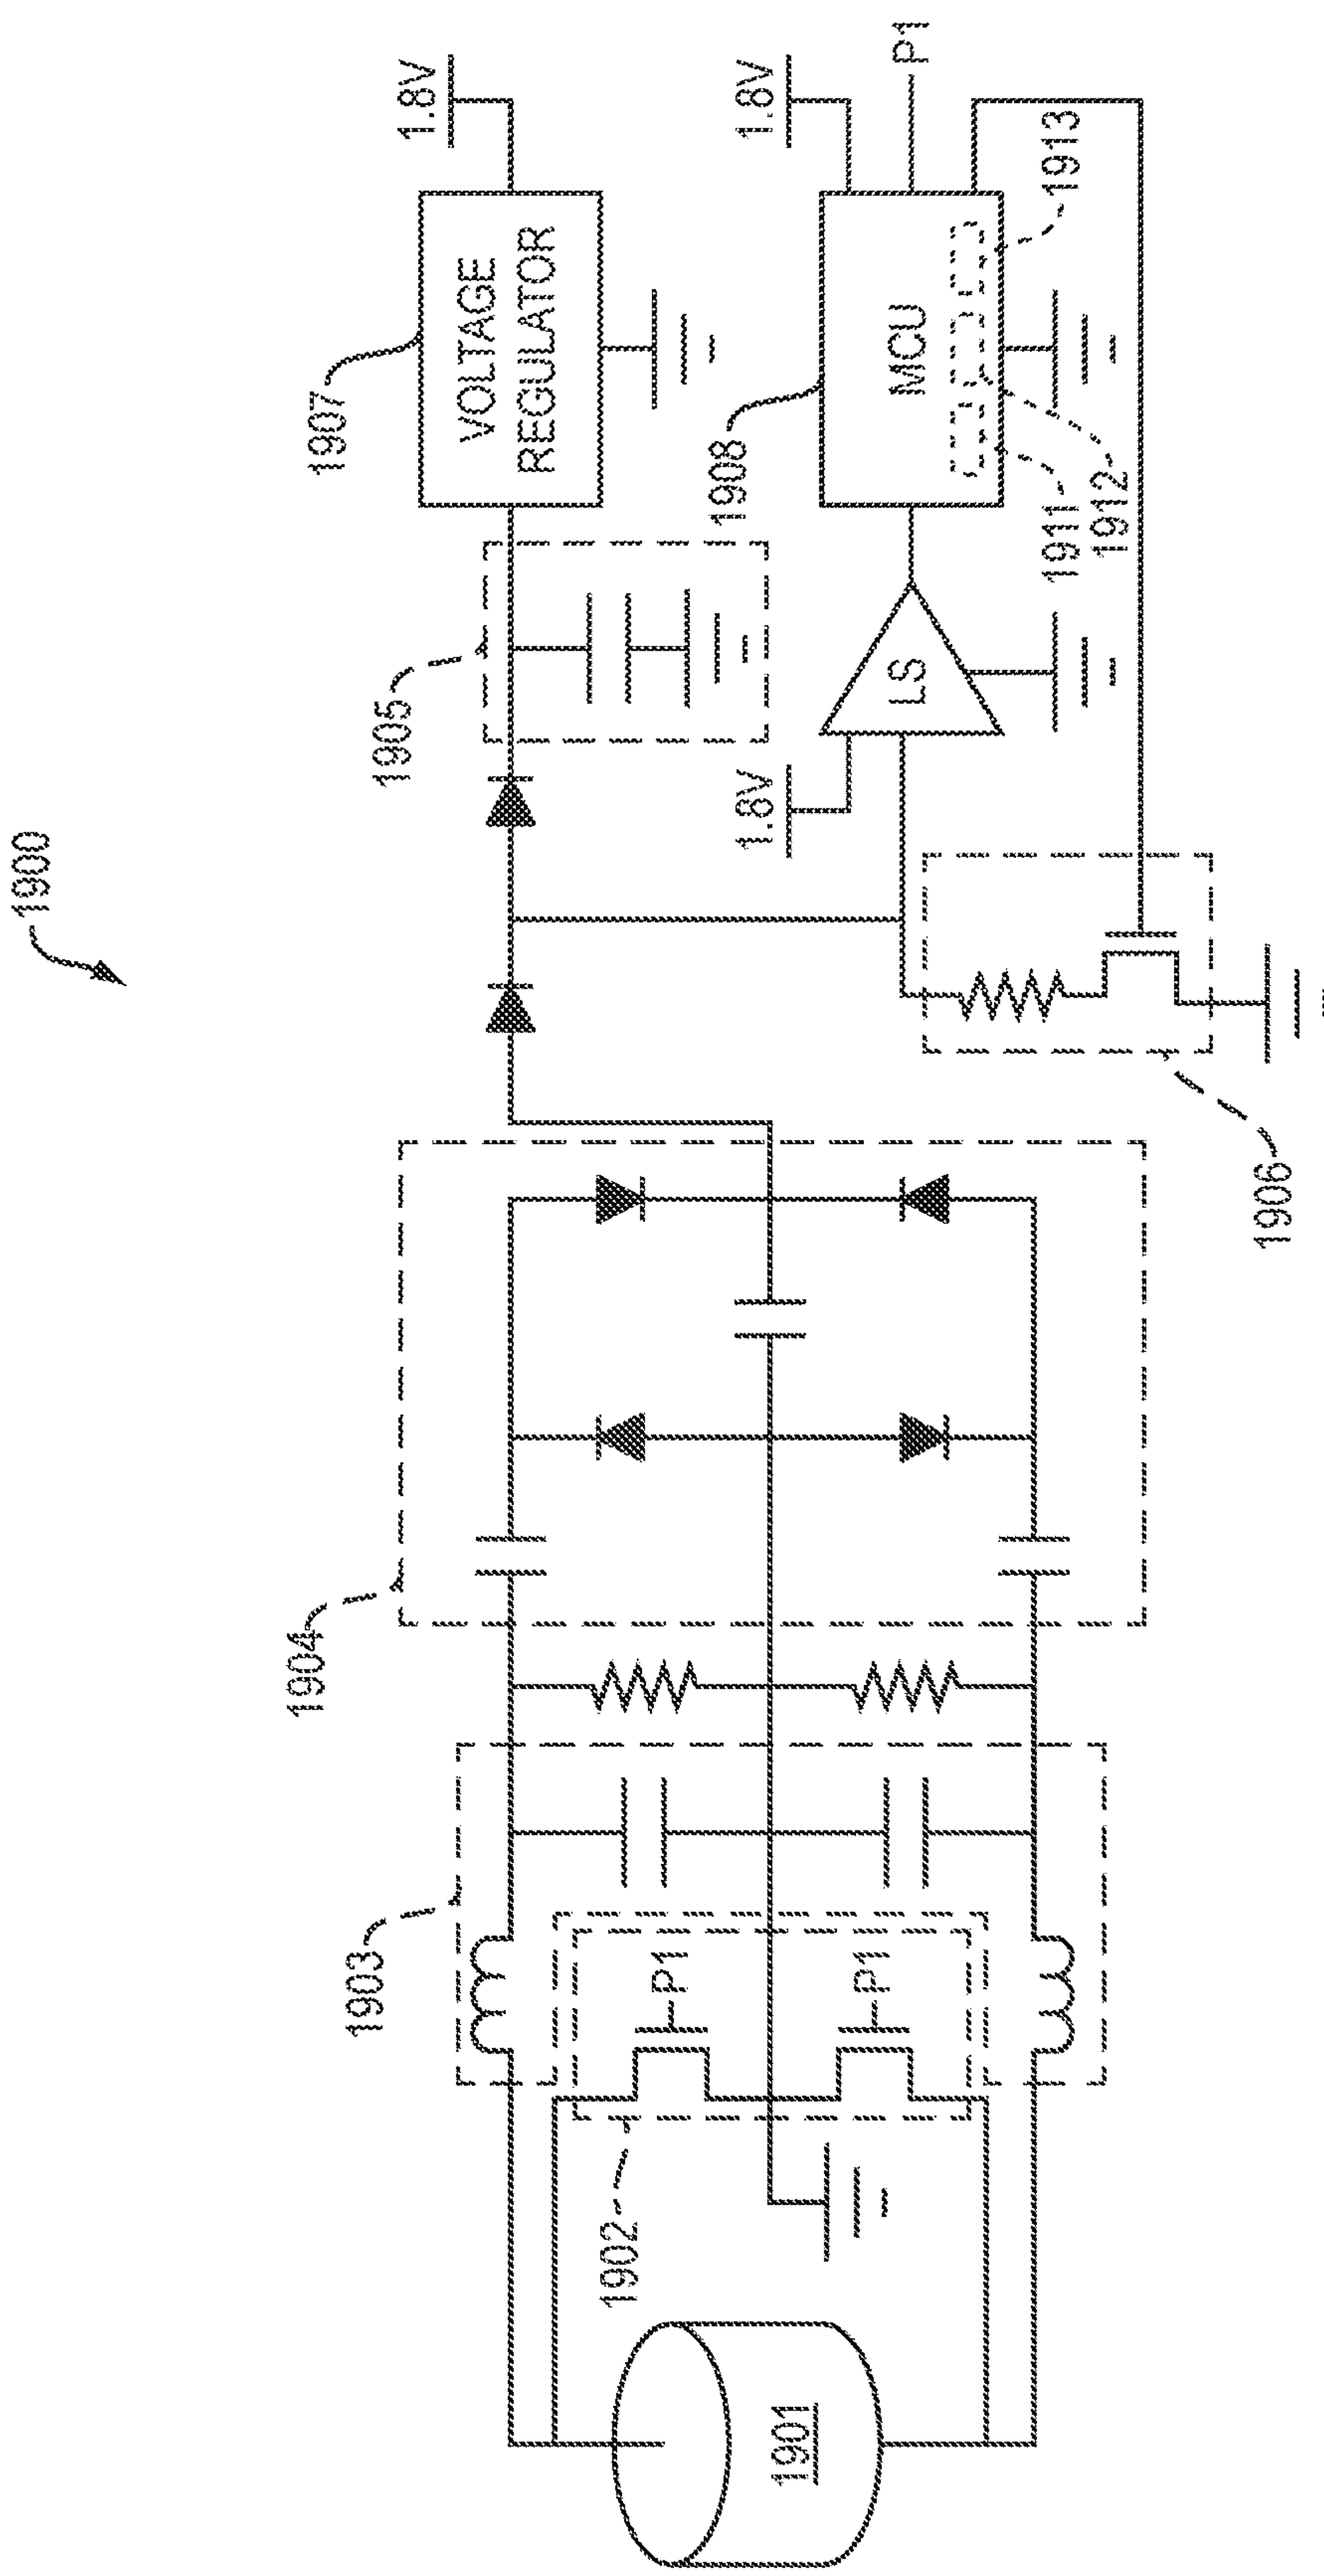 1900
1901
1902
P1
P1
1903
1904
1905
1906
1907
VOLTAGE
REGULATOR
1.8V
1.8V
LS
1908
MCU
1.8V
P1
1911
1912
1913